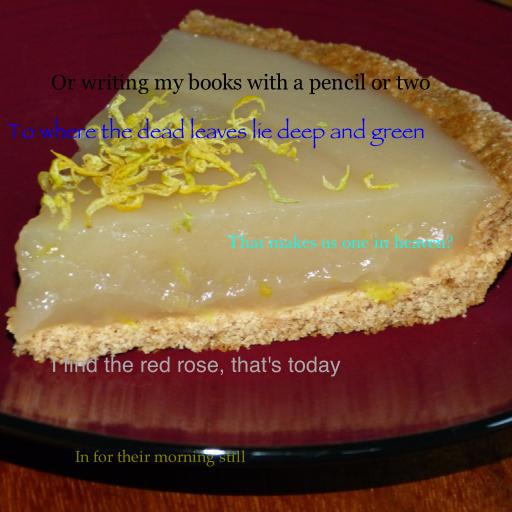 Or writing my books with a pencil or two
To where the dead leaves lie deep and green
That makes us one in heaven?
I find the red rose, that's today
In for their morning still